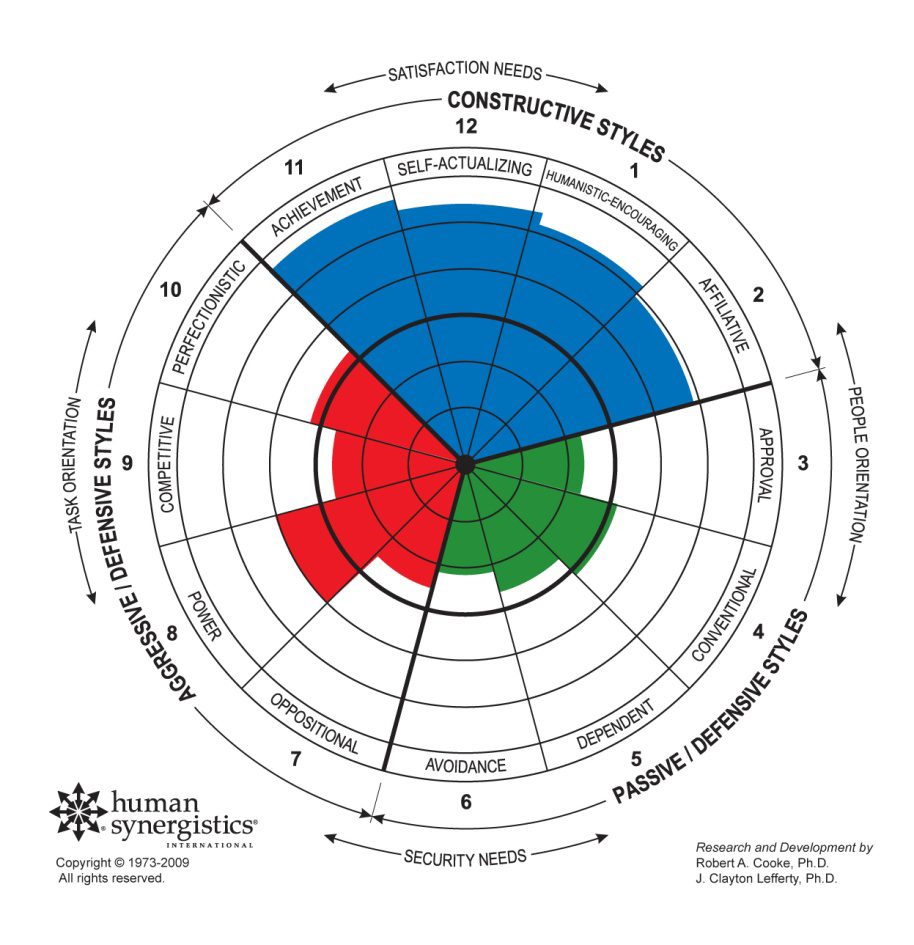 SATISFACTION NEEDS
CONSTRUCTIVE STYLES
12
11
1
SELF-ACTUALIZING
ACHIEVEMENT
HUMANISTIC-ENCOURAGING
10
2
PERFECTIONISTIC
AFFILIATIVE
TASK ORIENTATION
PEOPLE ORIENTATION
AGGRESSIVE / DEFENSIVE STYLES
9
COMPETITIVE
APPROVAL
3
8
POWER
CONVENTIONAL
4
OPPOSITIONAL
DEPENDENT
7
AVOIDANCE
5
PASSIVE / DEFENSIVE STYLES
6
SECURITY NEEDS
human
synergistics®
INTERNATIONAL
Copyright © 1973-2009
All rights reserved.
Research and Development by
Robert A. Cooke, Ph.D.
J. Clayton Lefferty, Ph.D.